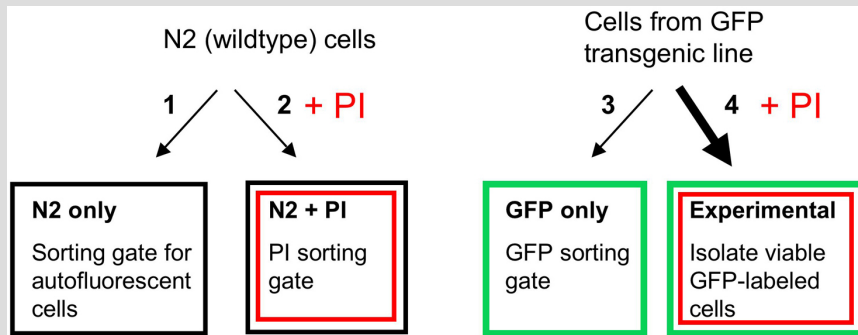 N2 (wildtype) cells
Cells from GFP
transgenic line
1
2 + PI
3
4 + PI
N2 only
Sorting gate for
autofluorescent
cells
N2 + PI
PI sorting
gate
GFP only
GFP sorting
gate
Experimental
Isolate viable
GFP-labeled
cells